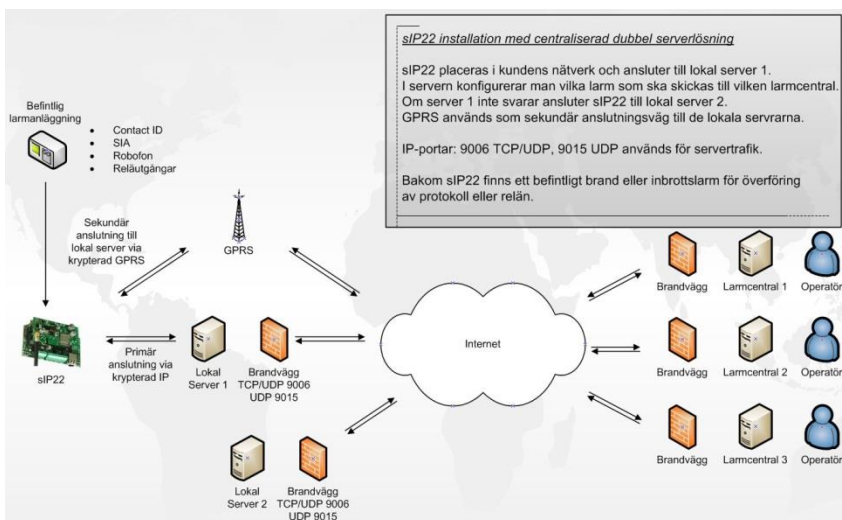 sIP22 installation med centraliserad dubbel serverlösning
sIP22 placeras i kundens nätverk och ansluter till lokal server 1.
I servern konfigurerar man vilka larm som ska skickas till vilken larmcentral.
Om server 1 inte svarar ansluter sIP22 till lokal server 2.
GPRS används som sekundär anslutningsväg till de lokala servrarna.
IP-portar: 9006 TCP/UDP, 9015 UDP används för servertrafik.
Bakom sIP22 finns ett befintligt brand eller inbrottslarm för överföring
av protokoll eller relän.
Befintlig
larmanläggning
• Contact ID
• SIA
• Robofon
• Reläutgångar
Sekundär
anslutning till
lokal server via
krypterad GPRS
GPRS
sIP22
Primär
anslutning via
krypterad IP
Lokal
Server 1
Brandvägg
TCP/UDP 9006
UDP 9015
Lokal
Server 2
Brandvägg
TCP/UDP 9006
UDP 9015
Internet
Brandvägg
Larmcentral 1
Operatör
Brandvägg
Larmcentral 2
Operatör
Brandvägg
Larmcentral 3
Operatör